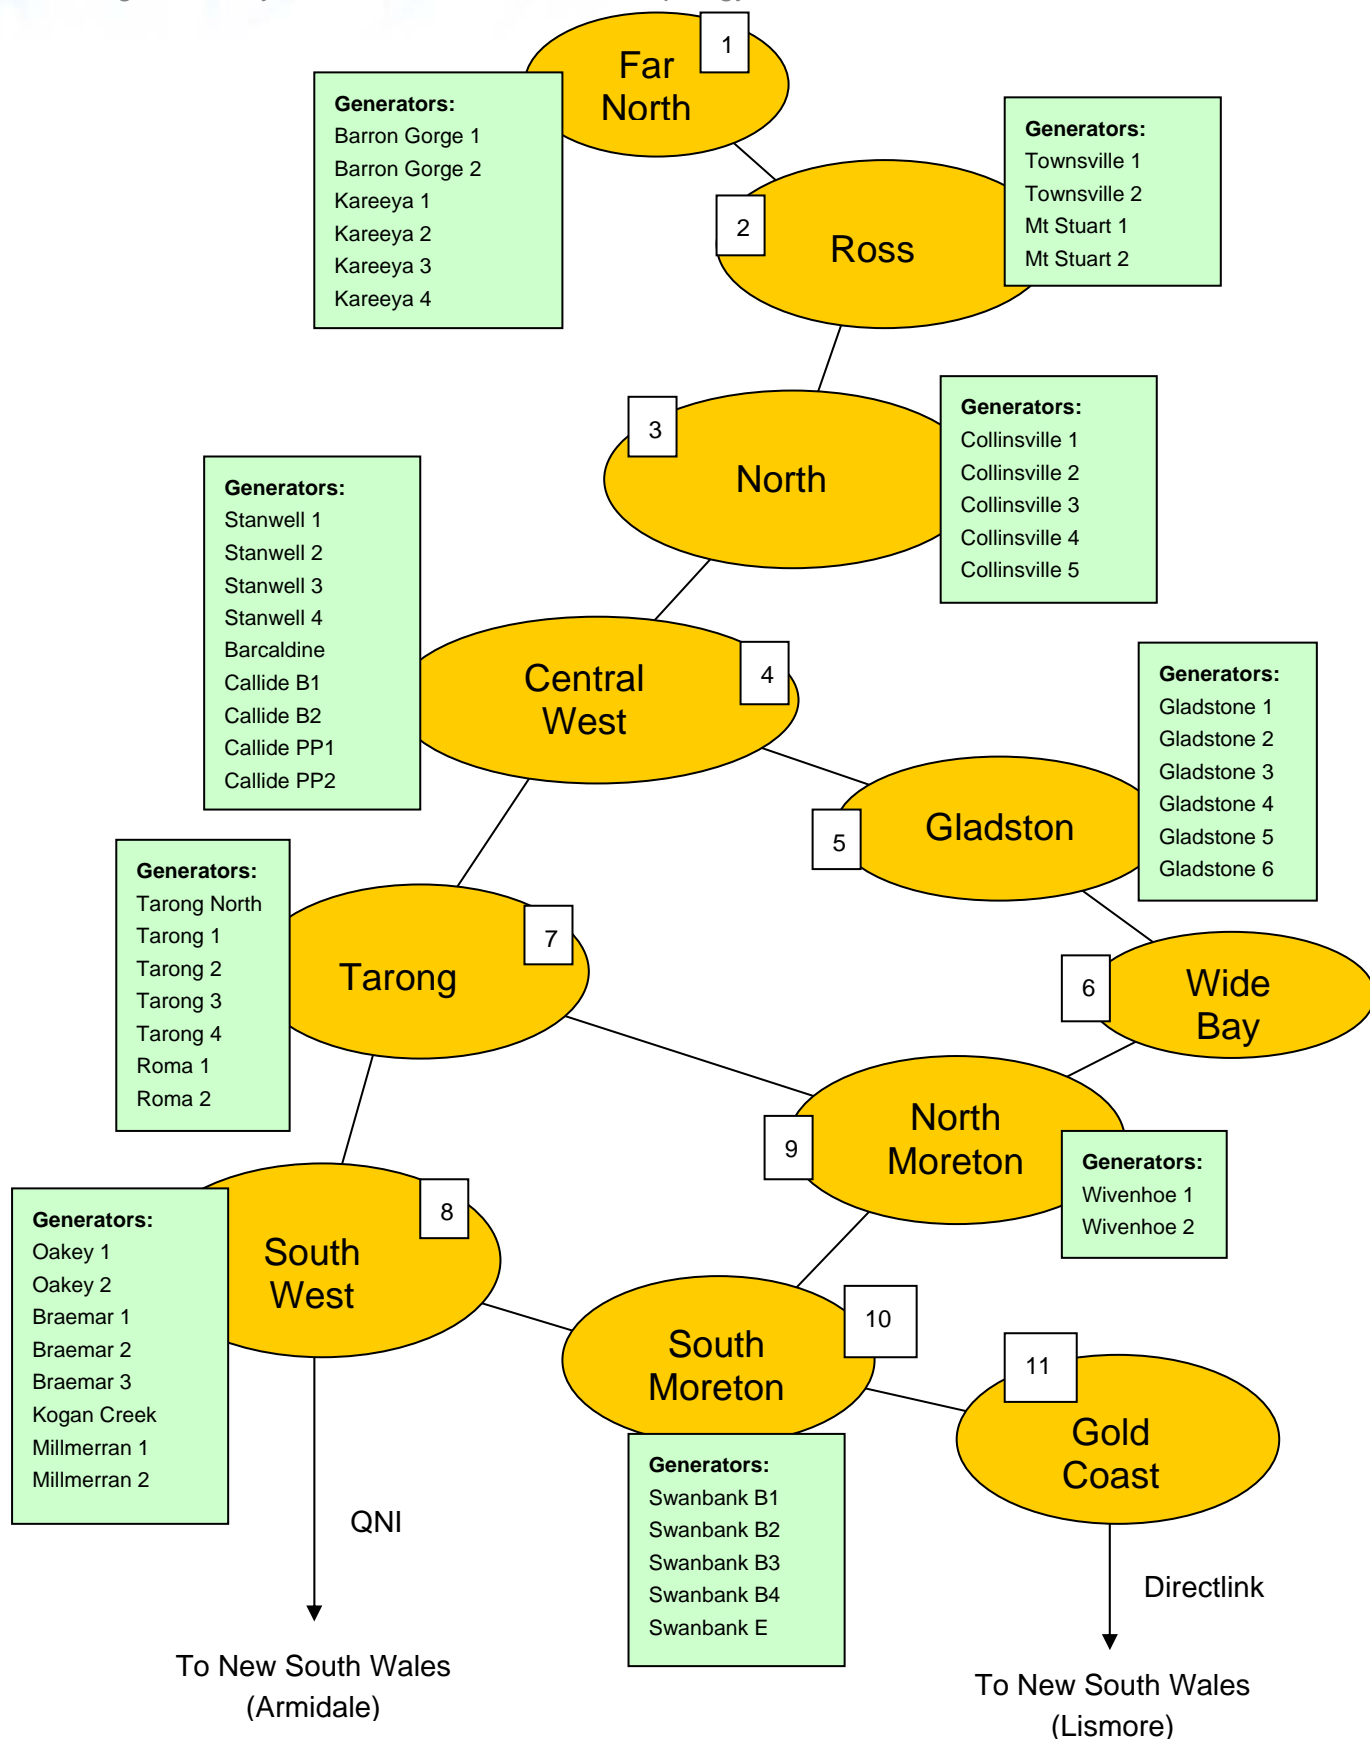 1
Far
North
Generators:
Barron Gorge 1
Barron Gorge 2
Kareeya 1
Kareeya 2
Kareeya 3
Kareeya 4
Generators:
Townsville 1
Townsville 2
Mt Stuart 1
Mt Stuart 2
2
Ross
3
North
Generators:
Collinsville 1
Collinsville 2
Collinsville 3
Collinsville 4
Collinsville 5
Generators:
Stanwell 1
Stanwell 2
Stanwell 3
Stanwell 4
Barcaldine
Callide B1
Callide B2
Callide PP1
Callide PP2
4
Central
West
Generators:
Gladstone 1
Gladstone 2
Gladstone 3
Gladstone 4
Gladstone 5
Gladstone 6
5
Gladston
Generators:
Tarong North
Tarong 1
Tarong 2
Tarong 3
Tarong 4
Roma 1
Roma 2
7
Tarong
6
Wide
Bay
9
North
Moreton
Generators:
Wivenhoe 1
Wivenhoe 2
Generators:
Oakey 1
Oakey 2
Braemar 1
Braemar 2
Braemar 3
Kogan Creek
Millmerran 1
Millmerran 2
8
South
West
10
South
Moreton
11
Gold
Coast
Generators:
Swanbank B1
Swanbank B2
Swanbank B3
Swanbank B4
Swanbank E
QNI
Directlink
To New South Wales
(Armidale)
To New South Wales
(Lismore)